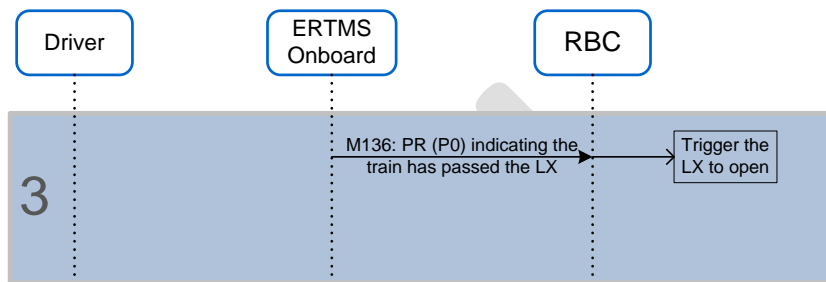 Driver
ERTMS
Onboard
RBC
M136: PR (P0) indicating the
train has passed the LX
Trigger the
LX to open
3